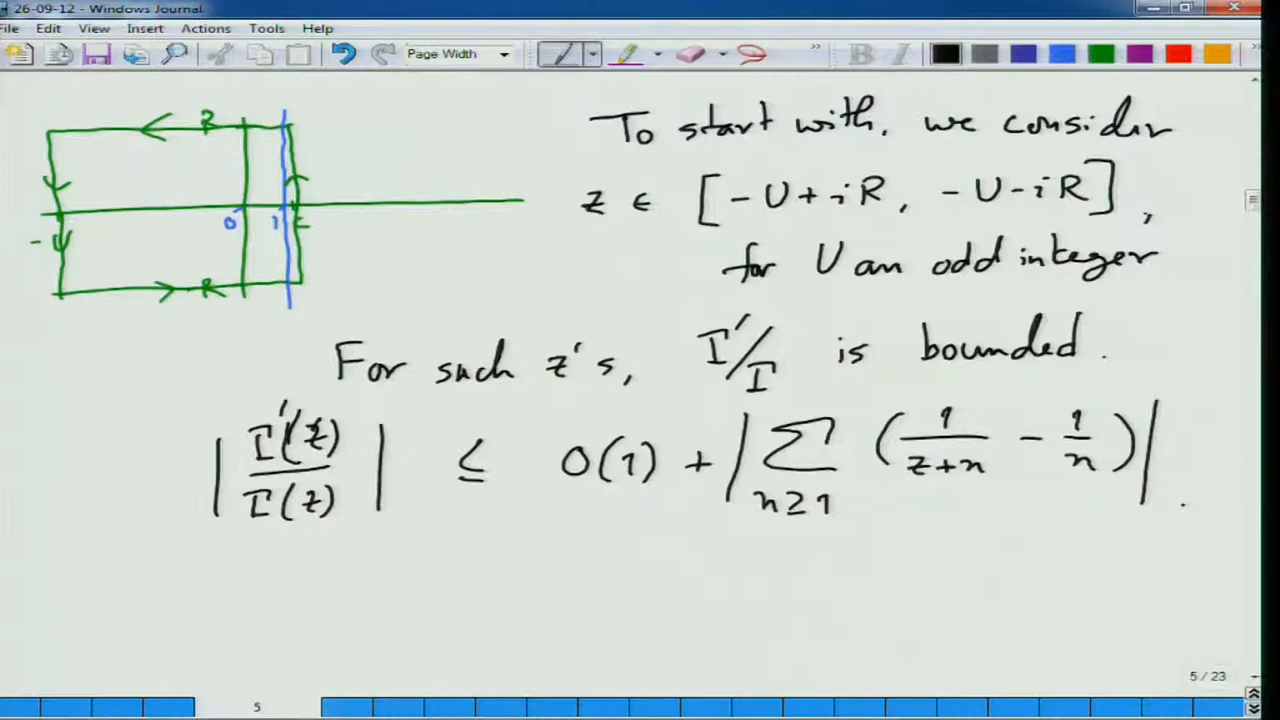 26-09-12 - Windows Journal
File Edit View Insert Actions Tools Help
Page Width
B I
R
0 1
-U
R
To start with, we consider
z ∈ [-U+iR, -U-iR],
for U an odd integer
For such z's, Γ'/Γ is bounded.
|Γ'(z)/Γ(z)| ≤ O(1) + |∑_{n≥1} (1/(z+n) - 1/n)|.
5 / 23
5